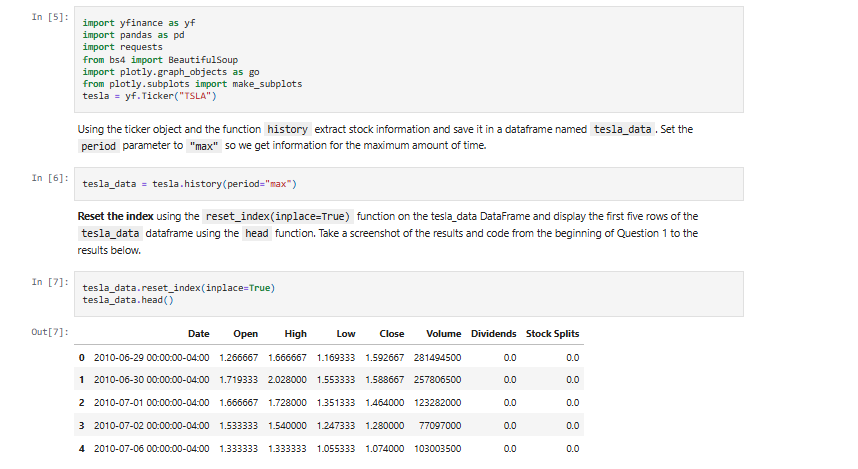 In [5]:
import yfinance as yf
import pandas as pd
import requests
from bs4 import BeautifulSoup
import plotly.graph_objects as go
from plotly.subplots import make_subplots
tesla = yf.Ticker("TSLA")
Using the ticker object and the function history extract stock information and save it in a dataframe named tesla_data . Set the
period parameter to "max" so we get information for the maximum amount of time.
In [6]:
tesla_data = tesla.history(period="max")
Reset the index using the reset_index(inplace=True) function on the tesla_data DataFrame and display the first five rows of the
tesla_data dataframe using the head function. Take a screenshot of the results and code from the beginning of Question 1 to the
results below.
In [7]:
tesla_data.reset_index(inplace=True)
tesla_data.head()
Out[7]:
Date Open High Low Close Volume Dividends Stock Splits
0 2010-06-29 00:00:00-04:00 1.266667 1.666667 1.169333 1.592667 281494500 0.0 0.0
1 2010-06-30 00:00:00-04:00 1.719333 2.028000 1.553333 1.588667 257806500 0.0 0.0
2 2010-07-01 00:00:00-04:00 1.666667 1.728000 1.351333 1.464000 123282000 0.0 0.0
3 2010-07-02 00:00:00-04:00 1.533333 1.540000 1.247333 1.280000 77097000 0.0 0.0
4 2010-07-06 00:00:00-04:00 1.333333 1.333333 1.055333 1.074000 103003500 0.0 0.0